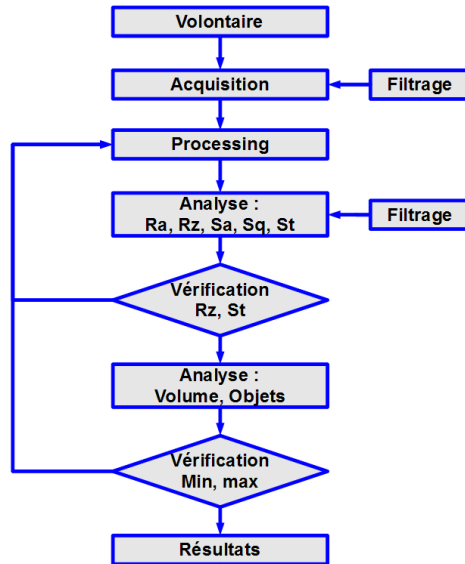 Volontaire
Acquisition
Filtrage
Processing
Analyse :
Ra, Rz, Sa, Sq, St
Filtrage
Vérification
Rz, St
Analyse :
Volume, Objets
Vérification
Min, max
Résultats